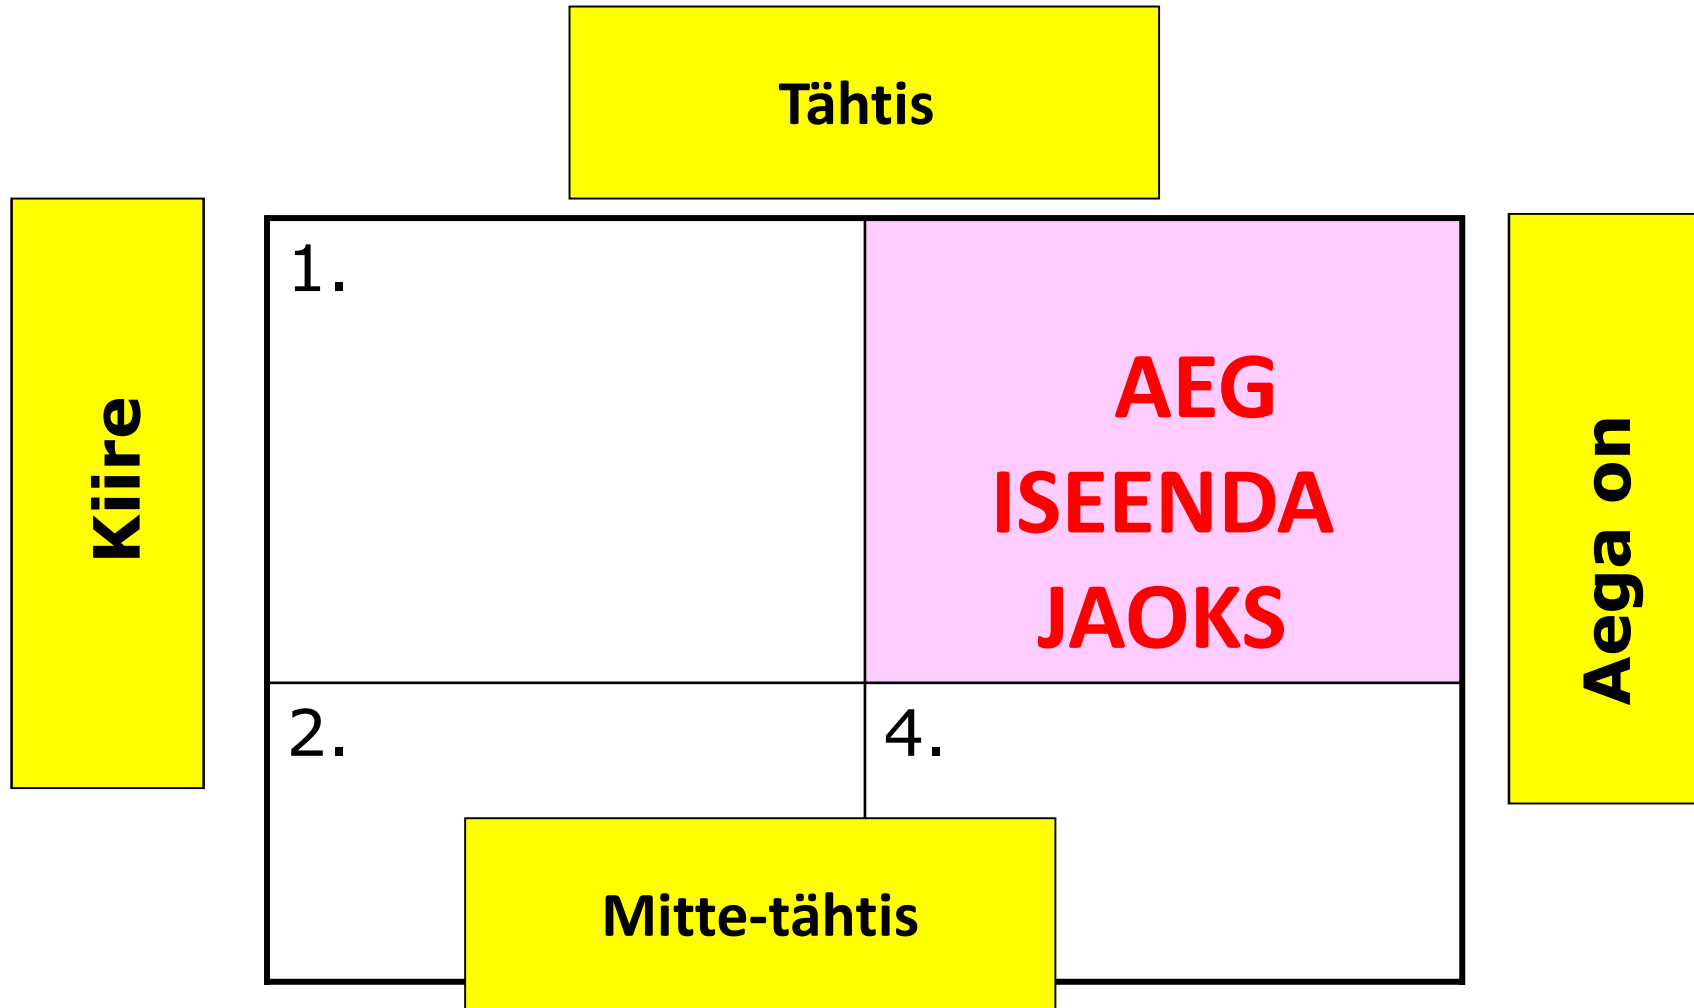 Tähtis
Kiire
1.
AEG
ISEENDA
JAOKS
Aega on
2.
4.
Mitte-tähtis